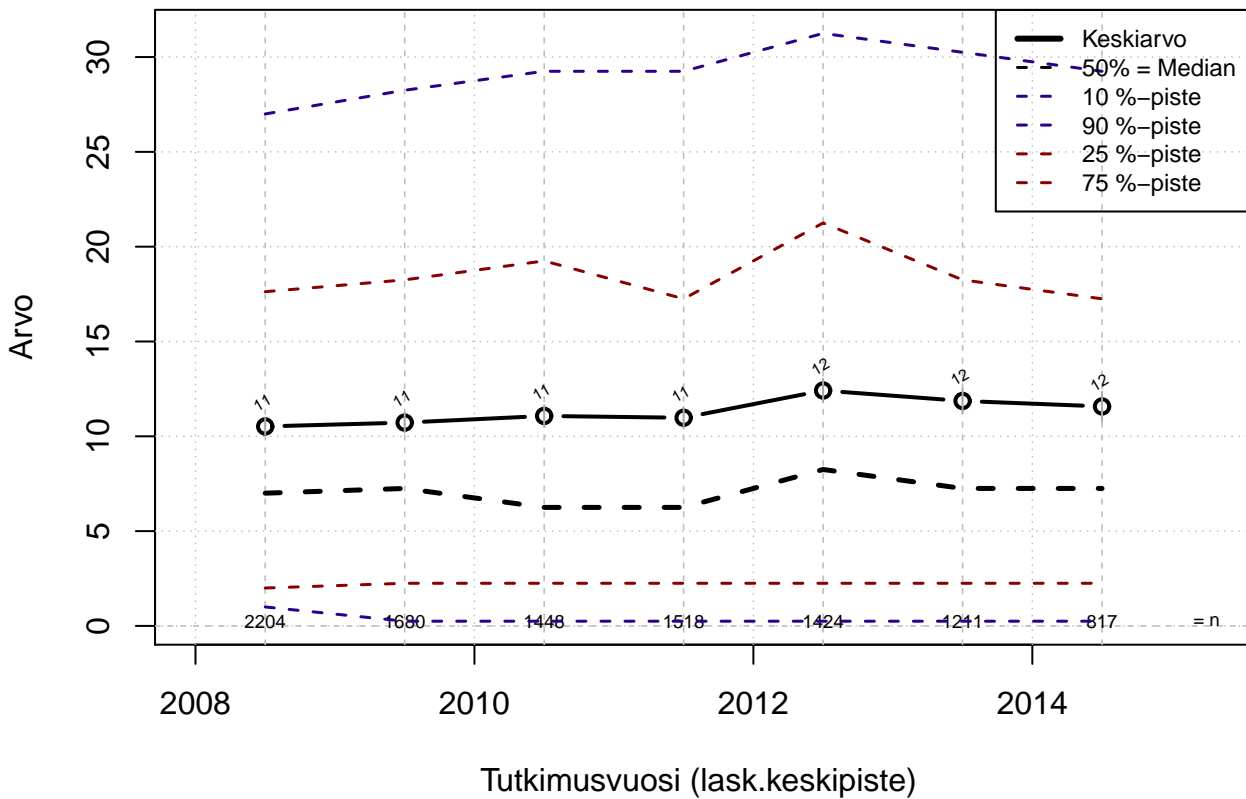 Keskiarvo
50% = Median
10 %−piste
90 %−piste
25 %−piste
75 %−piste
Arvo
30
25
20
15
10
5
0
11 11 11 11 12 12 12
2204 1680 1448 1518 1424 1241 817 = n
2008 2010 2012 2014
Tutkimusvuosi (lask.keskipiste)